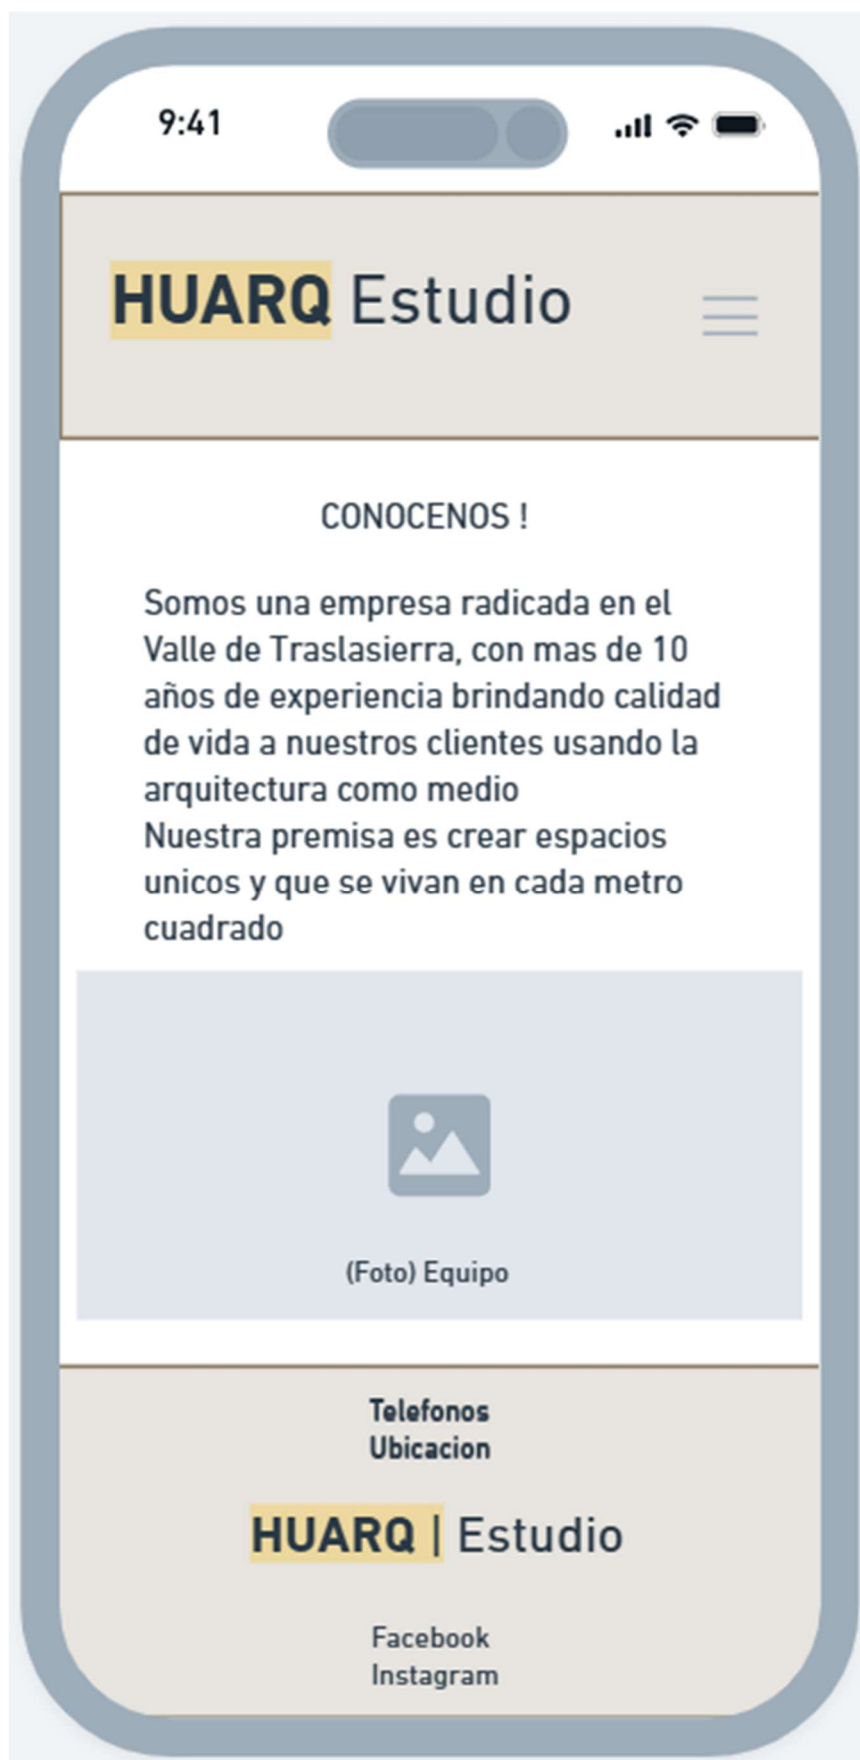 9:41
HUARQ Estudio
CONOCENOS !
Somos una empresa radicada en el
Valle de Traslasierra, con mas de 10
años de experiencia brindando calidad
de vida a nuestros clientes usando la
arquitectura como medio
Nuestra premisa es crear espacios
unicos y que se vivan en cada metro
cuadrado
(Foto) Equipo
Telefonos
Ubicacion
HUARQ | Estudio
Facebook
Instagram